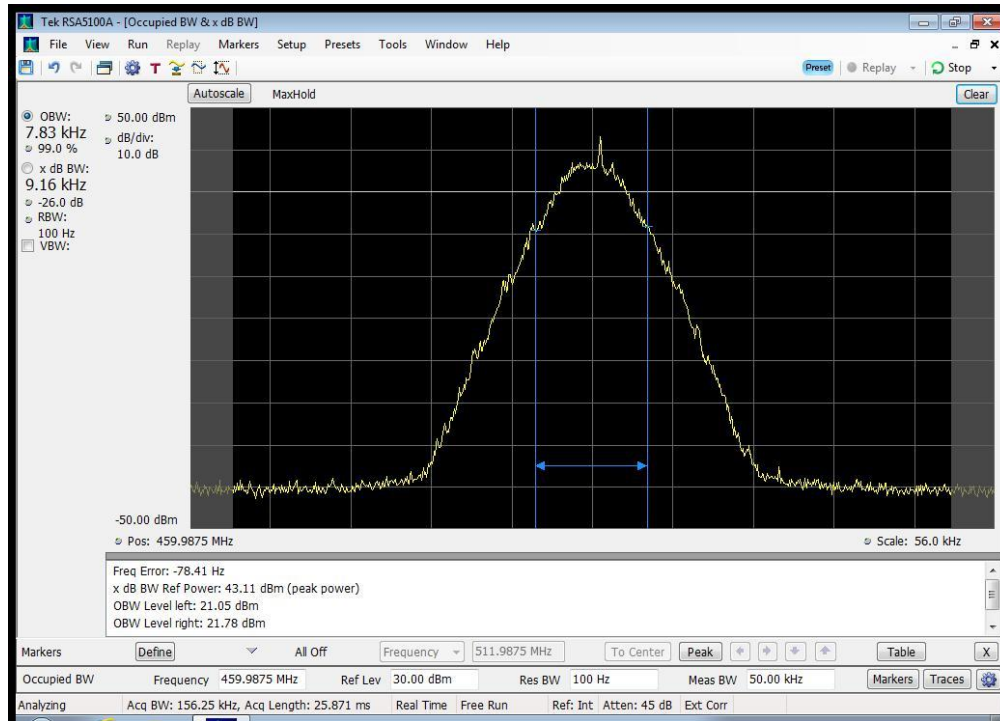 Tek RSA5100A - [Occupied BW & x dB BW]
File View Run Replay Markers Setup Presets Tools Window Help
T Preset Replay Stop
Autoscale MaxHold Clear
OBW:
7.83 kHz
99.0 %
x dB BW:
9.16 kHz
-26.0 dB
RBW:
100 Hz
VBW:
50.00 dBm
dB/div:
10.0 dB
-50.00 dBm
Pos: 459.9875 MHz Scale: 56.0 kHz
Freq Error: -78.41 Hz
x dB BW Ref Power: 43.11 dBm (peak power)
OBW Level left: 21.05 dBm
OBW Level right: 21.78 dBm
Markers Define All Off Frequency 511.9875 MHz To Center Peak Table X
Occupied BW Frequency 459.9875 MHz Ref Lev 30.00 dBm Res BW 100 Hz Meas BW 50.00 kHz Markers Traces
Analyzing Acq BW: 156.25 kHz, Acq Length: 25.871 ms Real Time Free Run Ref: Int Atten: 45 dB Ext Corr